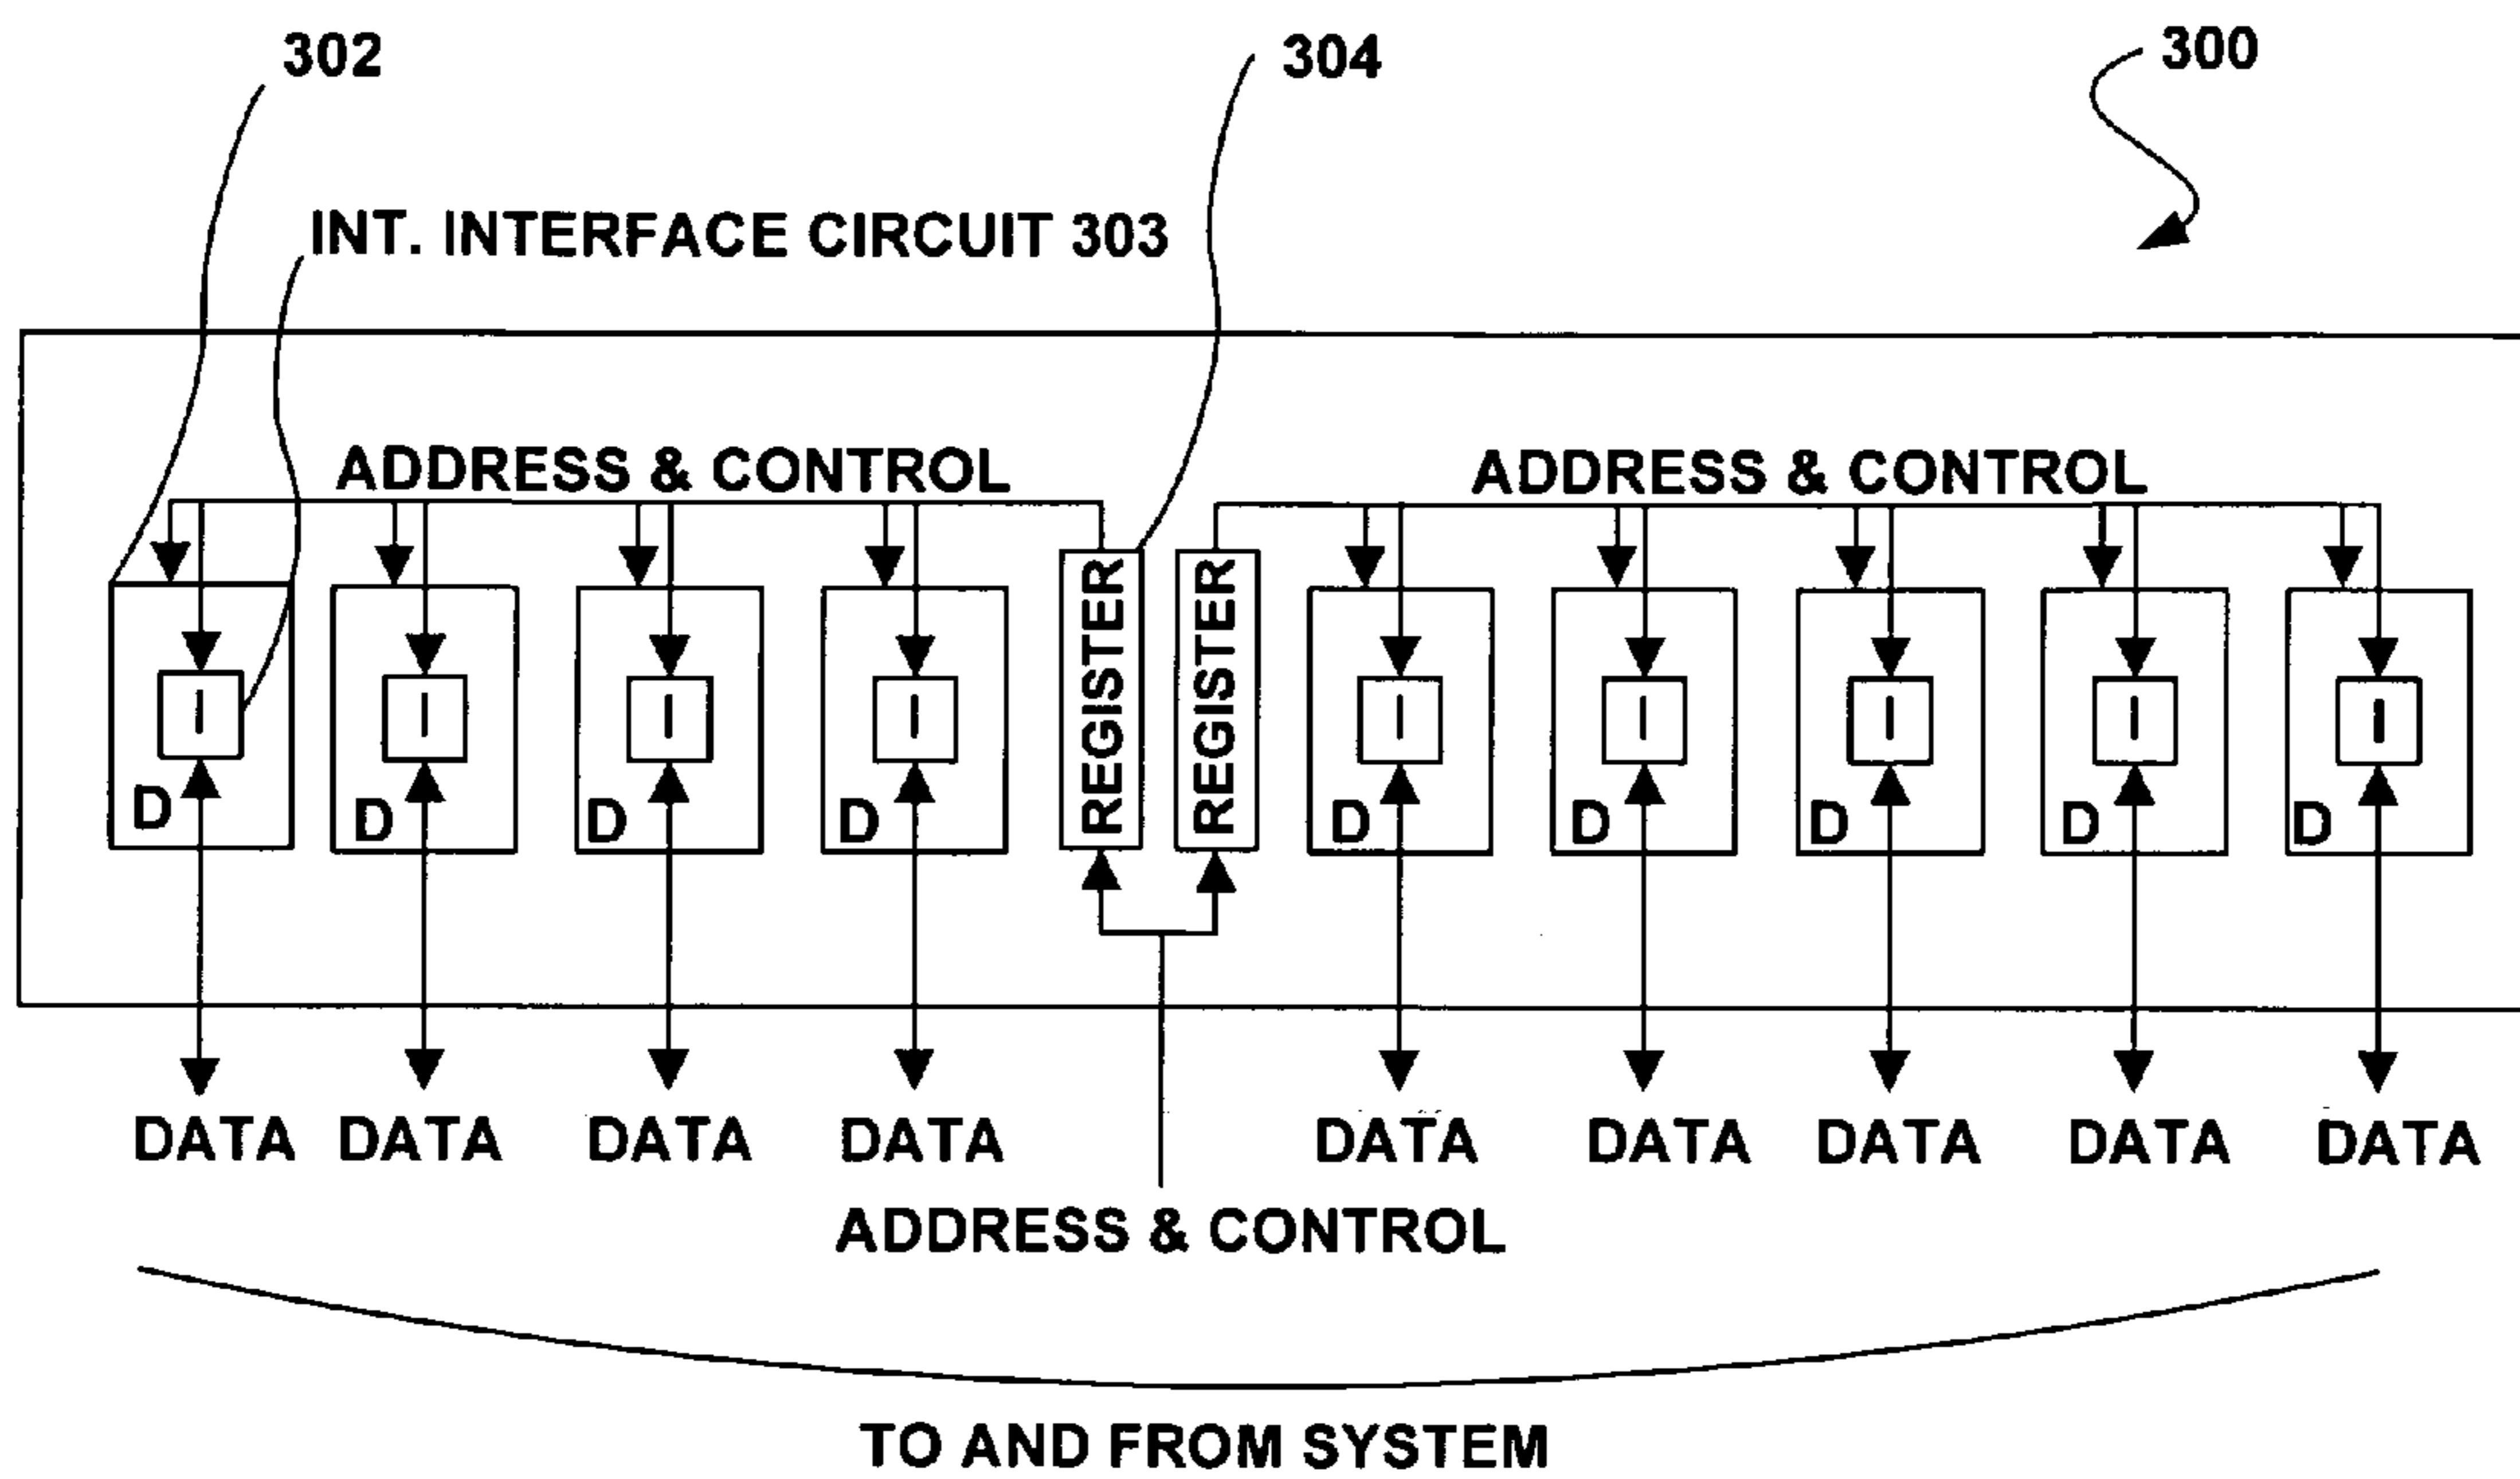 302 304 300
INT. INTERFACE CIRCUIT 303
ADDRESS & CONTROL ADDRESS & CONTROL
REGISTER REGISTER
I I I I I I I I I
D D D D D D D D D
DATA DATA DATA DATA DATA DATA DATA DATA DATA
ADDRESS & CONTROL
TO AND FROM SYSTEM